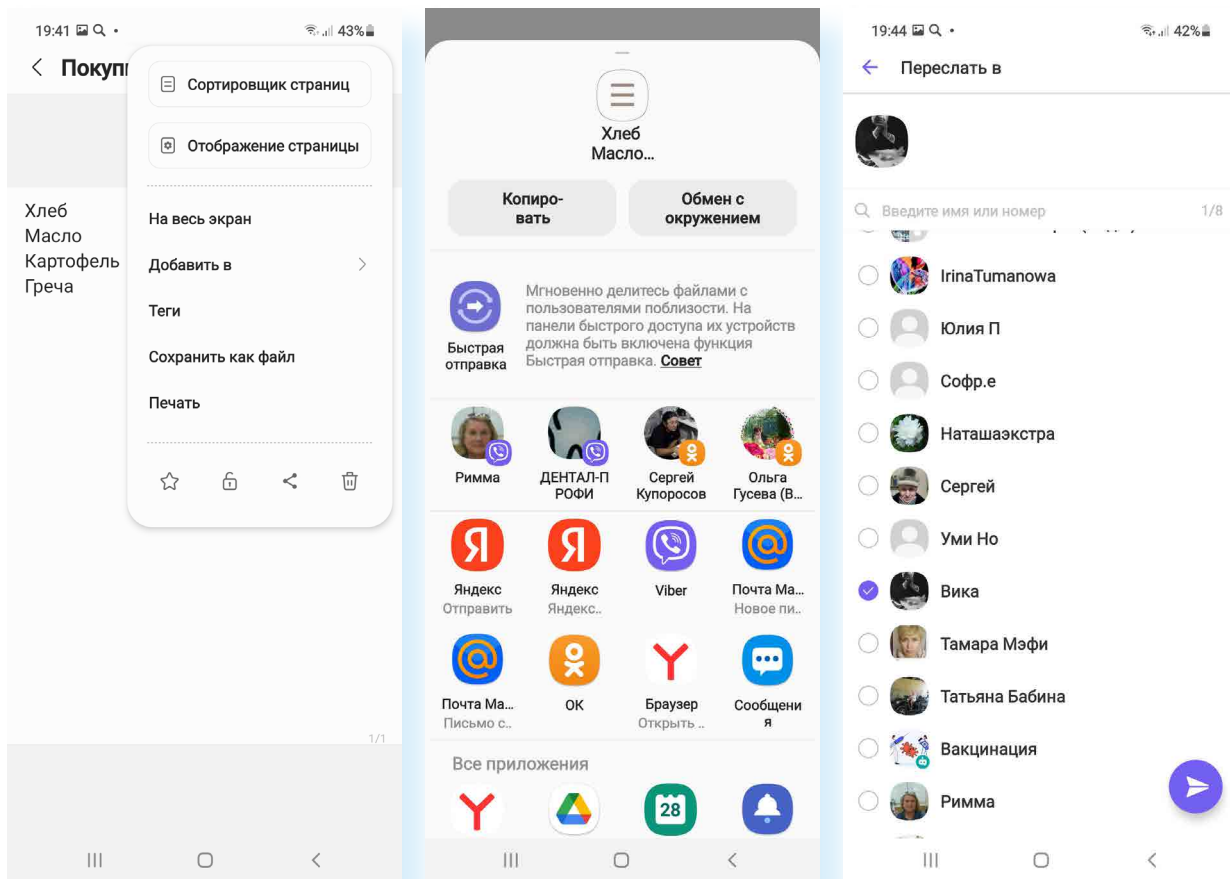 19:41
43%
Покуп
Сортировщик страниц
Отображение страницы
На весь экран
Добавить в
Теги
Сохранить как файл
Печать
Хлеб
Масло
Картофель
Греча
1/1
Хлеб
Масло...
Копиро-
вать
Обмен с
окружением
Быстрая
отправка
Мгновенно делитесь файлами с
пользователями поблизости. На
панели быстрого доступа их устройств
должна быть включена функция
Быстрая отправка. Совет
Римма
ДЕНТАЛ-П
РОФИ
Сергей
Купоросов
Ольга
Гусева (В...
Яндекс
Отправить
Яндекс
Яндекс..
Viber
Почта Ma...
Новое пи..
Почта Ma...
Письмо с..
ОК
Браузер
Открыть ..
Сообщени
я
Все приложения
28
19:44
42%
Переслать в
Введите имя или номер
1/8
IrinaTumanowa
Юлия П
Софр.е
Наташаэкстра
Сергей
Уми Но
Вика
Тамара Мэфи
Татьяна Бабина
Вакцинация
Римма